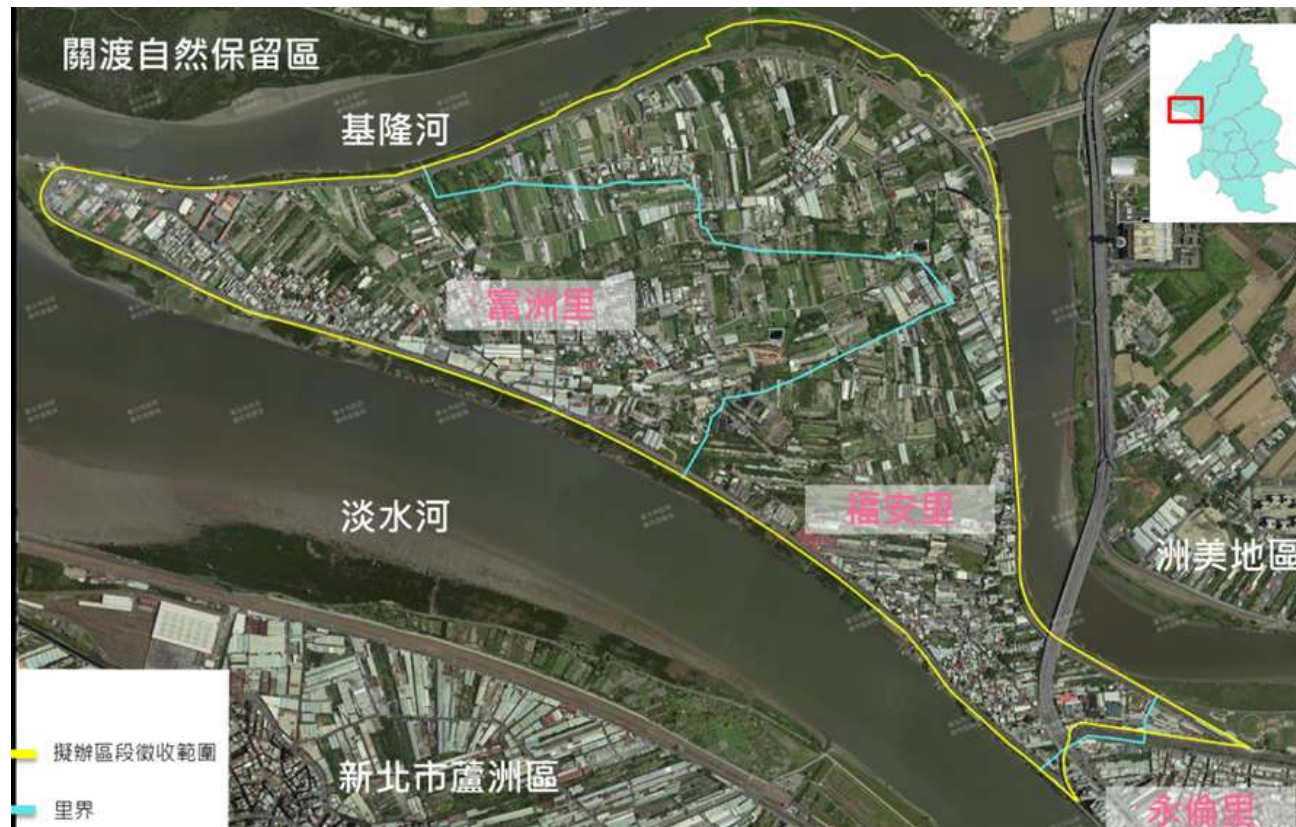 關渡自然保留區
基隆河
富洲里
福安里
淡水河
洲美地區
新北市蘆洲區
永倫里
擬辦區段徵收範圍
里界